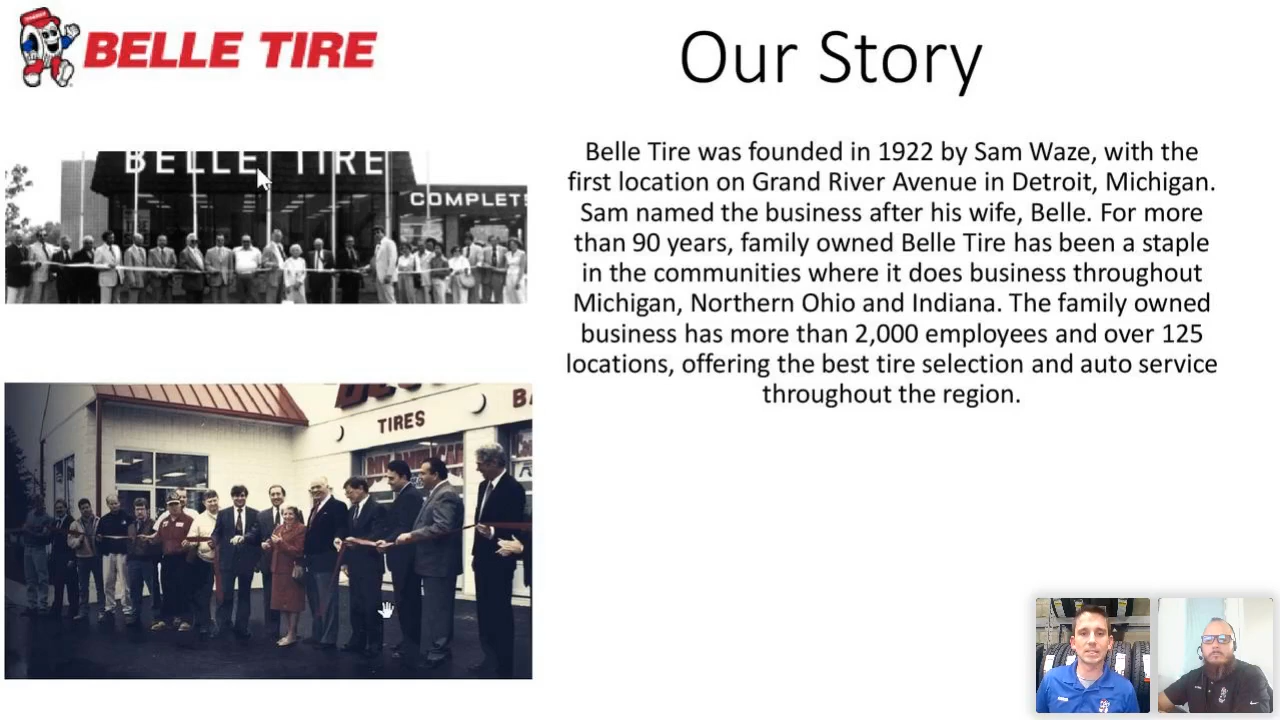 BELLE TIRE
Our Story
BELLE TIRE
COMPLET
Belle Tire was founded in 1922 by Sam Waze, with the
first location on Grand River Avenue in Detroit, Michigan.
Sam named the business after his wife, Belle. For more
than 90 years, family owned Belle Tire has been a staple
in the communities where it does business throughout
Michigan, Northern Ohio and Indiana. The family owned
business has more than 2,000 employees and over 125
locations, offering the best tire selection and auto service
throughout the region.
TIRES